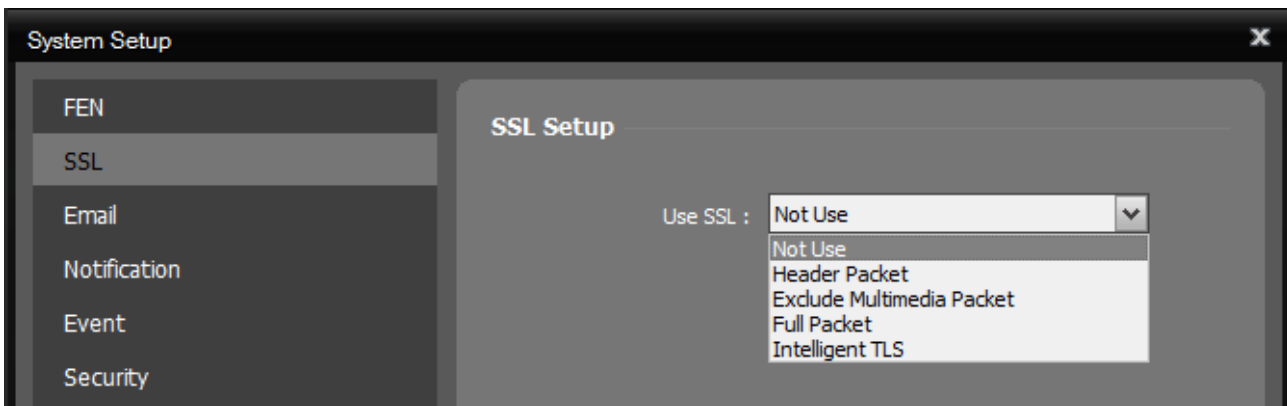 System Setup
FEN
SSL
Email
Notification
Event
Security
SSL Setup
Use SSL : Not Use
Not Use
Header Packet
Exclude Multimedia Packet
Full Packet
Intelligent TLS